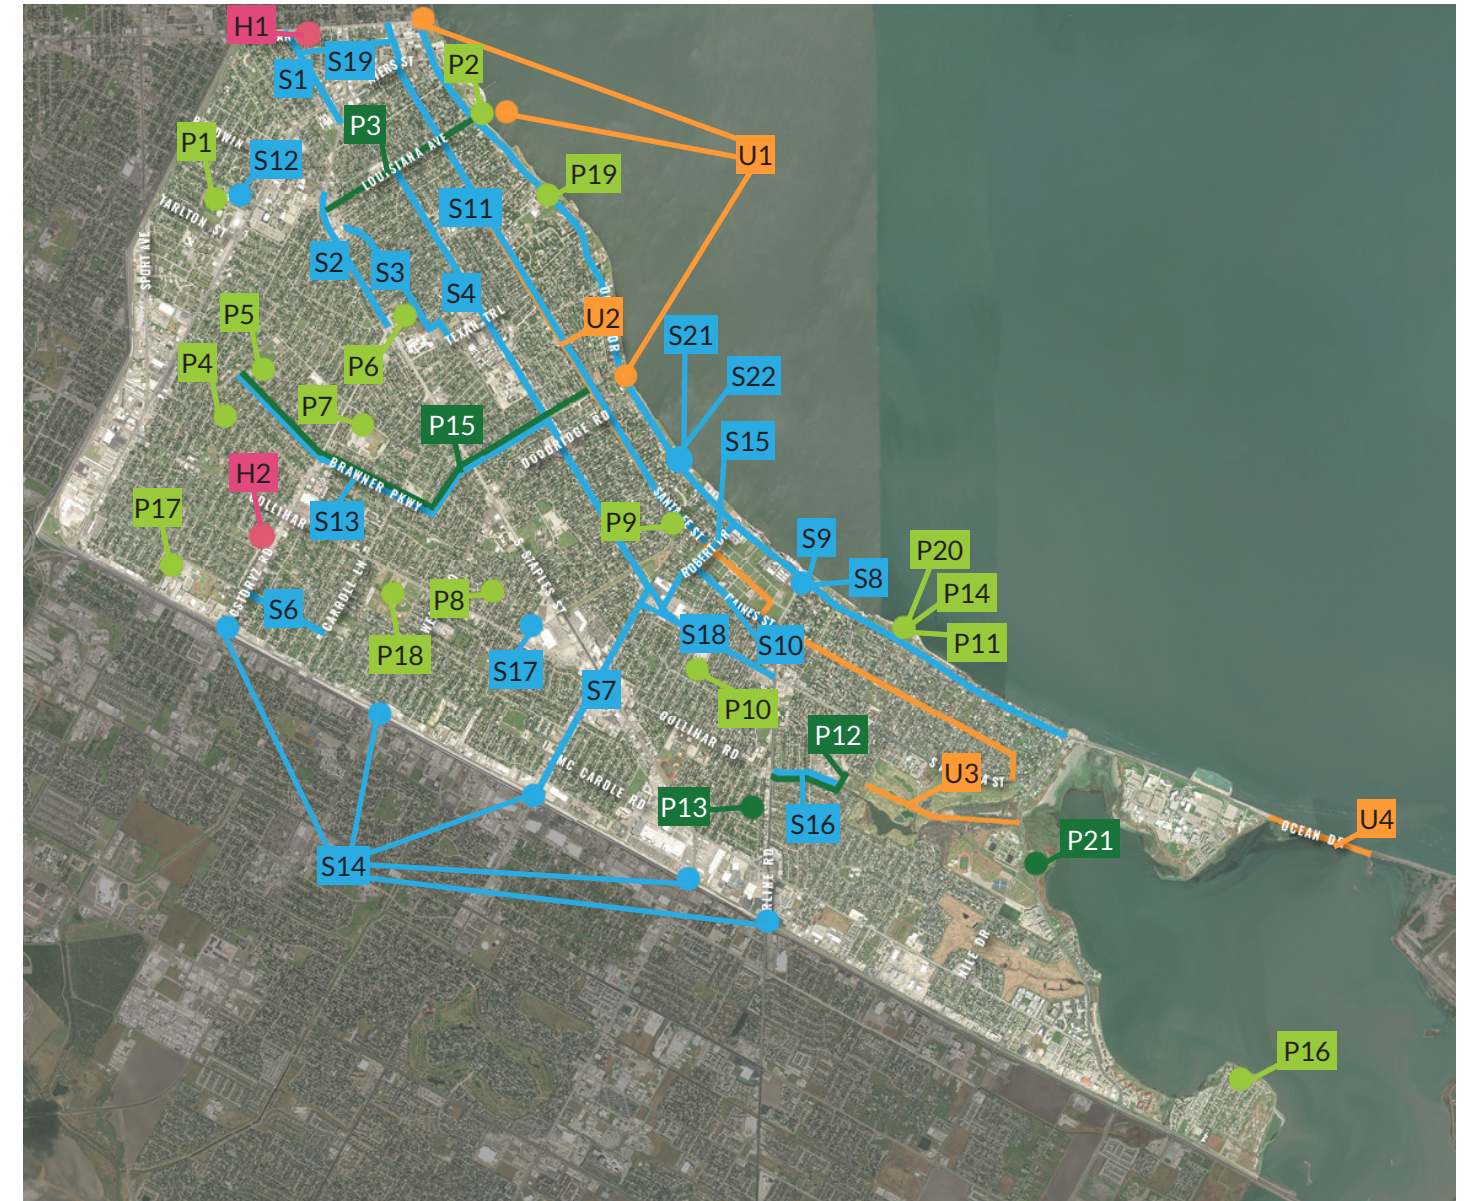 H1
S19
S1
P2
P3
LOUISIANA AVE
P1
S12
TARLTON ST
SPORT AVE
U1
P19
S11
S2
S3
S4
TEXAN TRL
U2
P5
P4
P6
P7
S21
S22
P15
DODDRIDGE RD
S15
H2
BRAWNER PKWY
S13
SANTA FE ST
P9
ROBERT DR
P17
S STAPLES ST
S9
S8
P20
P14
P11
S6
CARROLL LN
P8
P18
GAINES ST
S18
S10
S17
S7
P10
GOLLIHAR RD
P12
MC CARDLE RD
P13
S16
U3
U4
OCEAN DR
P21
S14
NILE DR
P16